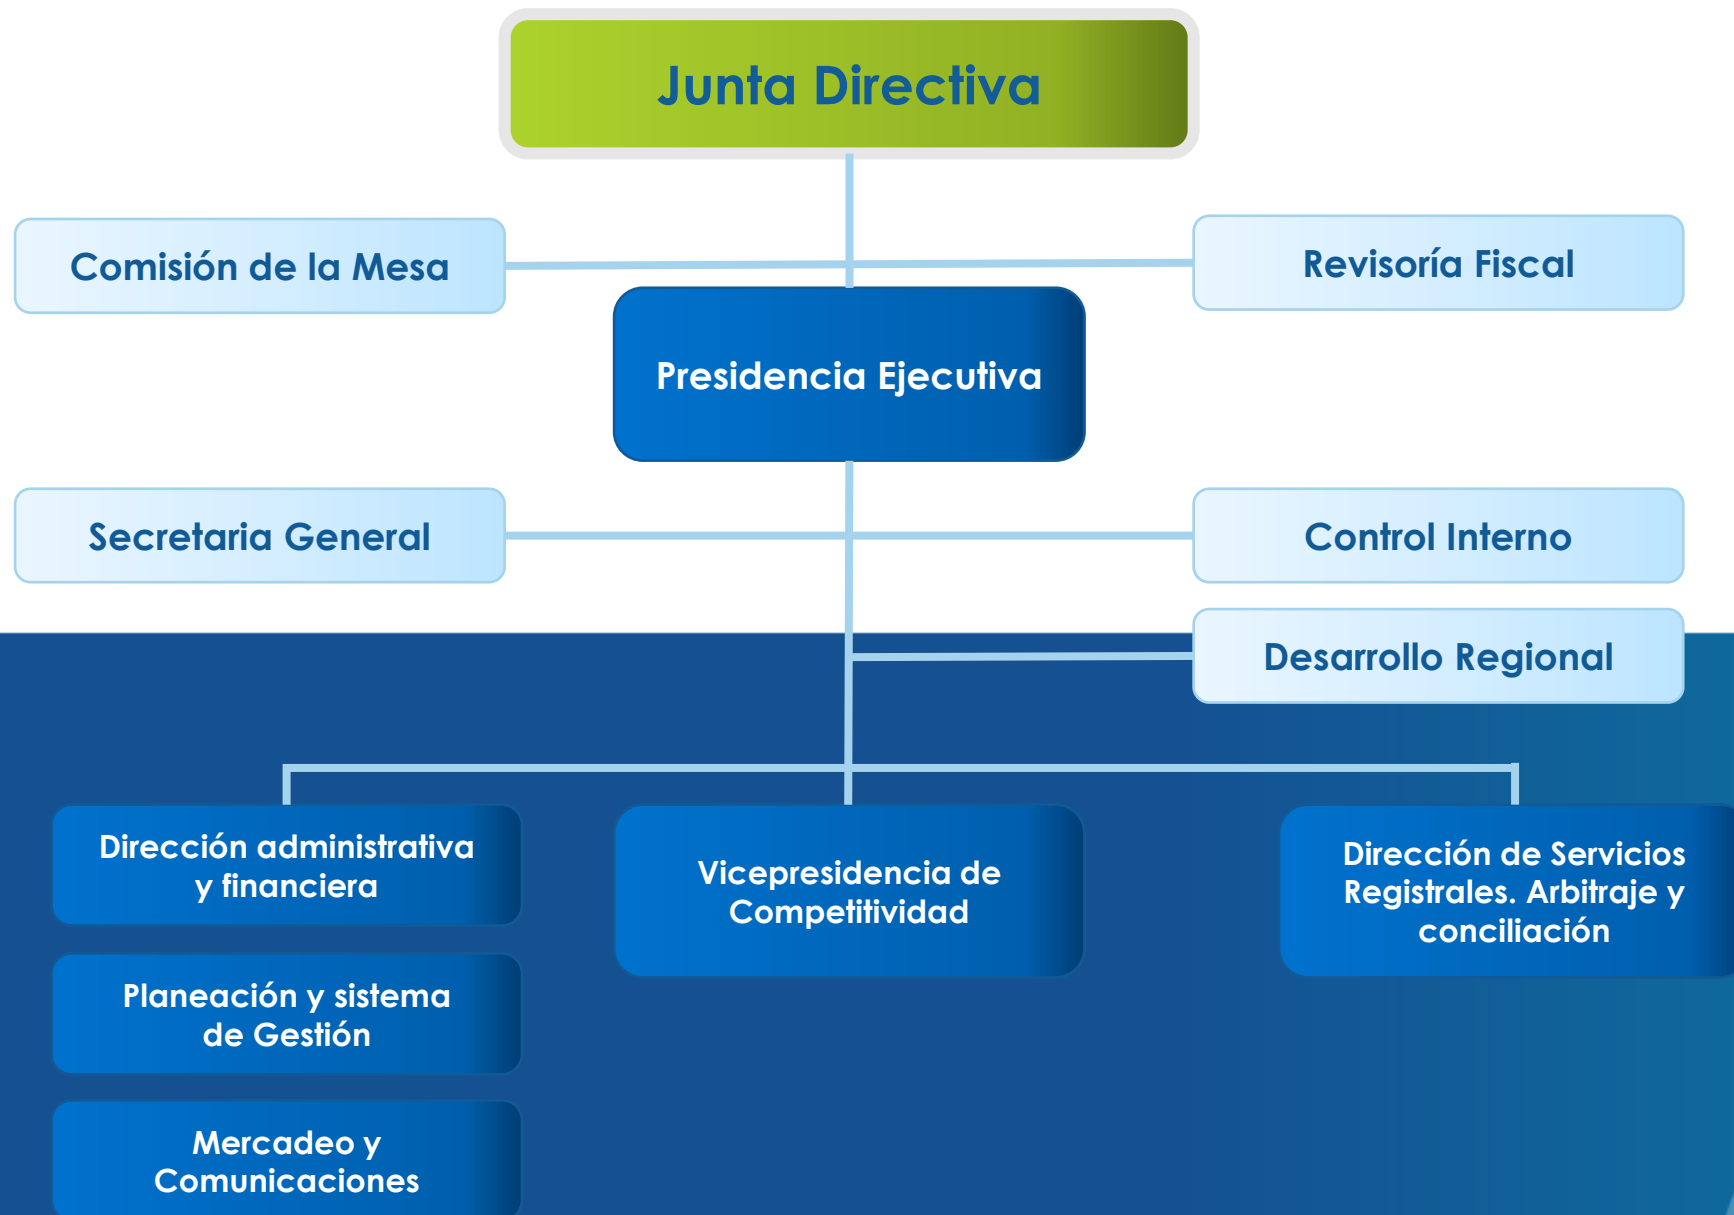 Junta Directiva
Comisión de la Mesa
Revisoría Fiscal
Presidencia Ejecutiva
Secretaria General
Control Interno
Desarrollo Regional
Dirección administrativa
y financiera
Vicepresidencia de
Competitividad
Dirección de Servicios
Registrales. Arbitraje y
conciliación
Planeación y sistema
de Gestión
Mercadeo y
Comunicaciones